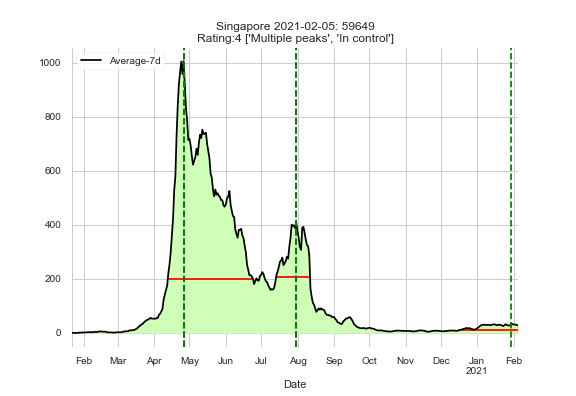 Singapore 2021-02-05: 59649
Rating:4 ['Multiple peaks', 'In control']
Average-7d
1000
800
600
400
200
0
Feb Mar Apr May Jun Jul Aug Sep Oct Nov Dec Jan Feb
2021
Date